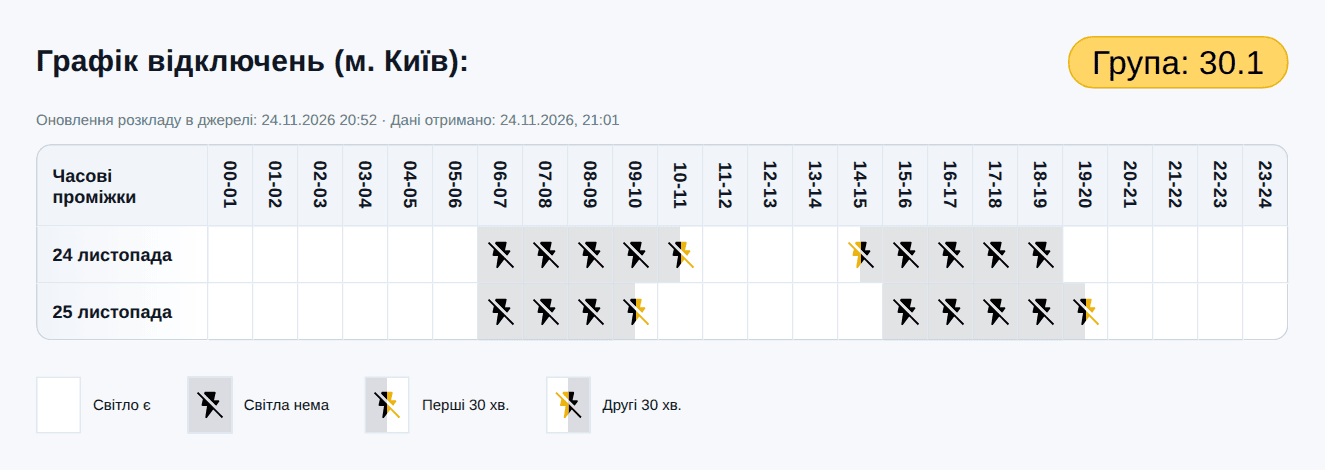 Графік відключень (м. Київ):
Група: 30.1
Оновлення розкладу в джерелі: 24.11.2026 20:52 · Дані отримано: 24.11.2026, 21:01
Часові
проміжки
00-01
01-02
02-03
03-04
04-05
05-06
06-07
07-08
08-09
09-10
10-11
11-12
12-13
13-14
14-15
15-16
16-17
17-18
18-19
19-20
20-21
21-22
22-23
23-24
24 листопада
25 листопада
Світло є
Світла нема
Перші 30 хв.
Другі 30 хв.